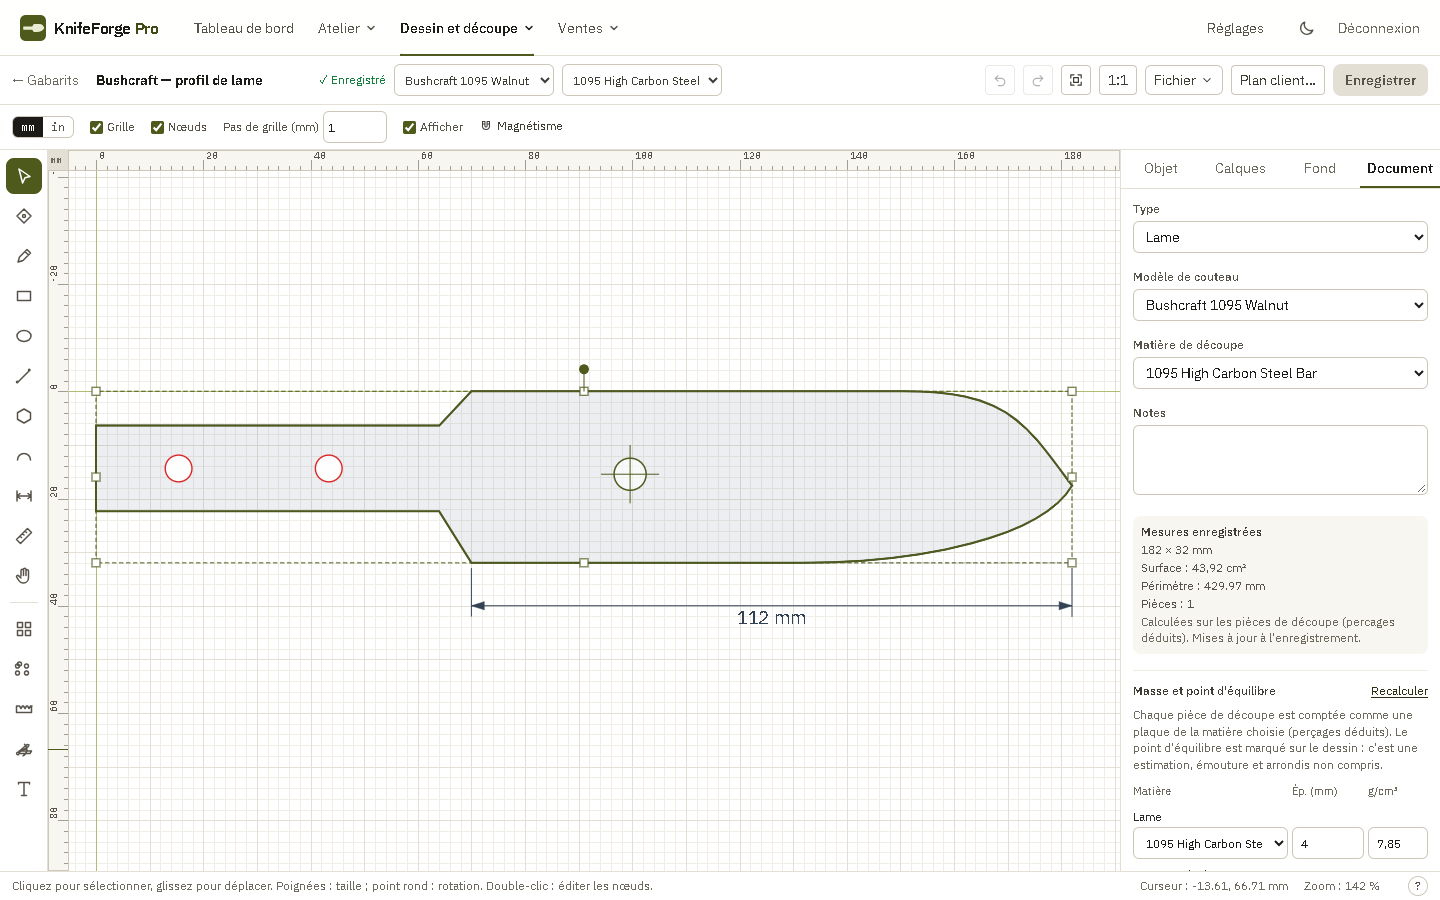 KnifeForge Pro
Tableau de bord
Atelier
Dessin et découpe
Ventes
Réglages
Déconnexion
← Gabarits
Bushcraft — profil de lame
✓ Enregistré
Bushcraft 1095 Walnut
1095 High Carbon Steel
1:1
Fichier
Plan client...
Enregistrer
mm
in
Grille
Nœuds
Pas de grille (mm)
1
Afficher
Magnétisme
mm
0
20
40
60
80
100
120
140
160
180
-20
0
20
40
60
80
112 mm
Objet
Calques
Fond
Document
Type
Lame
Modèle de couteau
Bushcraft 1095 Walnut
Matière de découpe
1095 High Carbon Steel Bar
Notes
Mesures enregistrées
182 × 32 mm
Surface : 43,92 cm²
Périmètre : 429.97 mm
Pièces : 1
Calculées sur les pièces de découpe (percages
déduits). Mises à jour à l'enregistrement.
Masse et point d'équilibre
Recalculer
Chaque pièce de découpe est comptée comme une
plaque de la matière choisie (perçages déduits). Le
point d'équilibre est marqué sur le dessin : c'est une
estimation, émouture et arrondis non compris.
Matière
Ép. (mm)
g/cm³
Lame
1095 High Carbon Ste
4
7,85
Cliquez pour sélectionner, glissez pour déplacer. Poignées : taille ; point rond : rotation. Double-clic : éditer les nœuds.
Curseur : -13.61, 66.71 mm
Zoom : 142 %
?